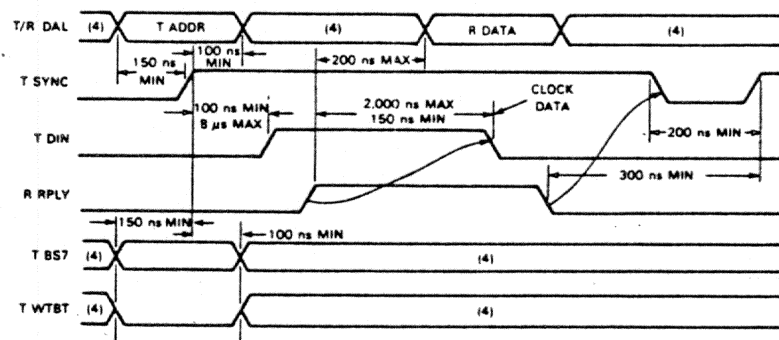 T/R DAL (4) T ADDR (4) R DATA (4)
100 ns
MIN
200 ns MAX
150 ns
MIN
T SYNC
CLOCK
DATA
100 ns MIN
8 µs MAX
2,000 ns MAX
150 ns MIN
200 ns MIN
T DIN
300 ns MIN
R RPLY
150 ns MIN
100 ns MIN
T BS7 (4) (4)
T WTBT (4) (4)